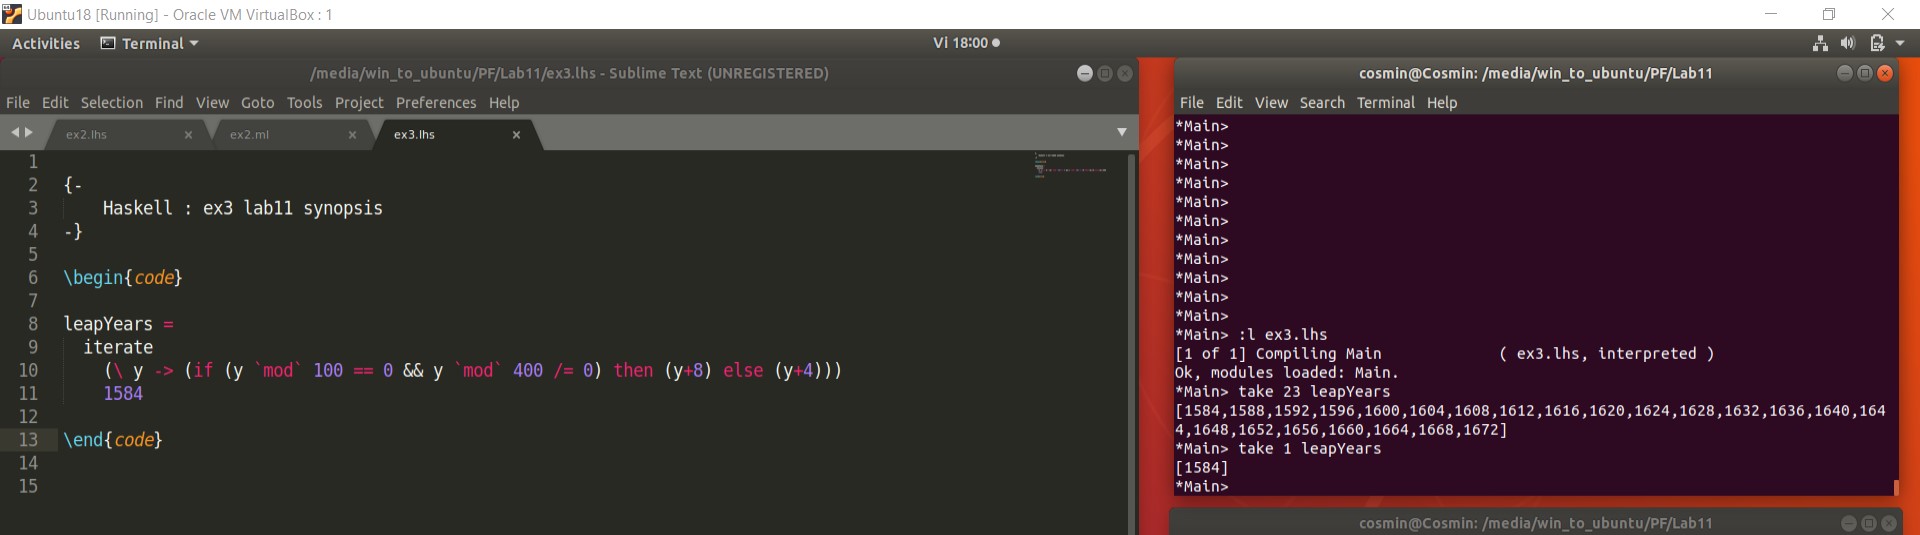 Ubuntu18 [Running] - Oracle VM VirtualBox : 1
Activities Terminal Vi 18:00
/media/win_to_ubuntu/PF/Lab11/ex3.lhs - Sublime Text (UNREGISTERED)
File Edit Selection Find View Goto Tools Project Preferences Help
ex2.lhs ex2.ml ex3.lhs
1
2 {-
3 Haskell : ex3 lab11 synopsis
4 -}
5
6 \begin{code}
7
8 leapYears =
9 iterate
10 (\ y -> (if (y `mod` 100 == 0 && y `mod` 400 /= 0) then (y+8) else (y+4)))
11 1584
12
13 \end{code}
14
15
cosmin@Cosmin: /media/win_to_ubuntu/PF/Lab11
File Edit View Search Terminal Help
*Main>
*Main>
*Main>
*Main>
*Main>
*Main>
*Main>
*Main>
*Main>
*Main>
*Main>
*Main> :l ex3.lhs
[1 of 1] Compiling Main ( ex3.lhs, interpreted )
Ok, modules loaded: Main.
*Main> take 23 leapYears
[1584,1588,1592,1596,1600,1604,1608,1612,1616,1620,1624,1628,1632,1636,1640,164
4,1648,1652,1656,1660,1664,1668,1672]
*Main> take 1 leapYears
[1584]
*Main>
cosmin@Cosmin: /media/win_to_ubuntu/PF/Lab11